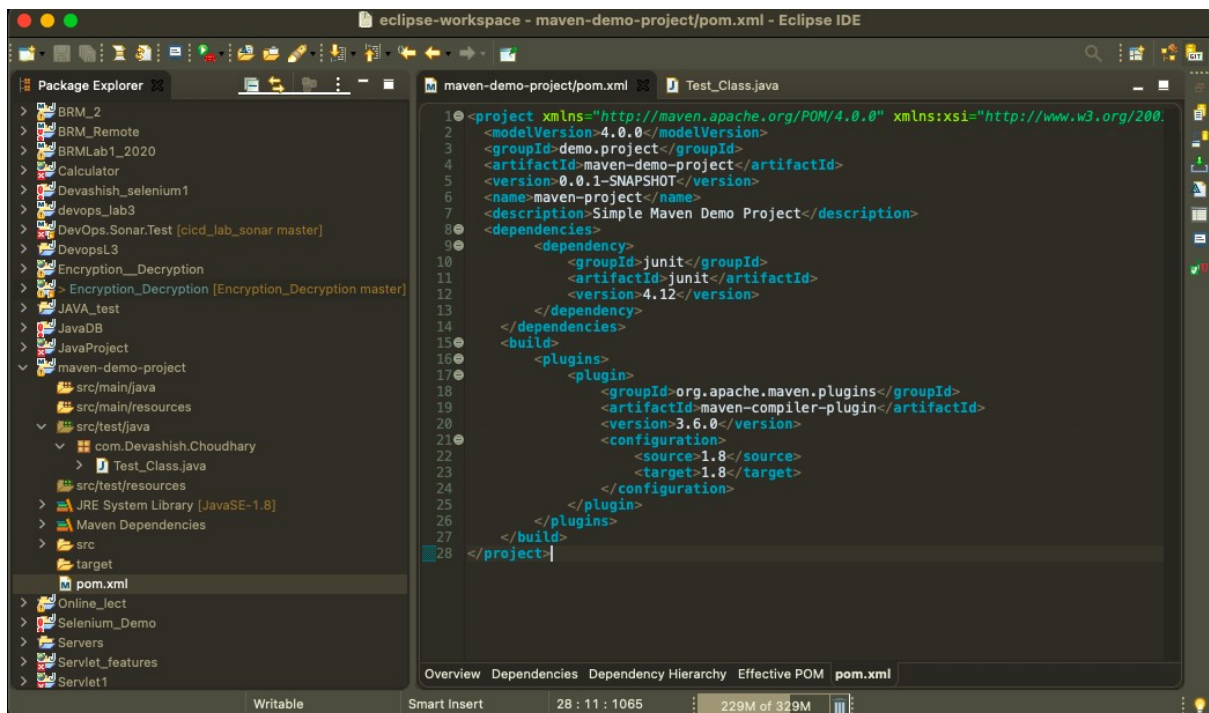 eclipse-workspace - maven-demo-project/pom.xml - Eclipse IDE
GIT
Package Explorer
BRM_2
BRM_Remote
BRMLab1_2020
Calculator
Devashish_selenium1
devops_lab3
DevOps.Sonar.Test [cicd_lab_sonar master]
DevopsL3
Encryption__Decryption
> Encryption_Decryption [Encryption_Decryption master]
JAVA_test
JavaDB
JavaProject
maven-demo-project
src/main/java
src/main/resources
src/test/java
com.Devashish.Choudhary
Test_Class.java
src/test/resources
JRE System Library [JavaSE-1.8]
Maven Dependencies
src
target
pom.xml
Online_lect
Selenium_Demo
Servers
Servlet_features
Servlet1
maven-demo-project/pom.xml Test_Class.java
1 <project xmlns="http://maven.apache.org/POM/4.0.0" xmlns:xsi="http://www.w3.org/200
2 <modelVersion>4.0.0</modelVersion>
3 <groupId>demo.project</groupId>
4 <artifactId>maven-demo-project</artifactId>
5 <version>0.0.1-SNAPSHOT</version>
6 <name>maven-project</name>
7 <description>Simple Maven Demo Project</description>
8 <dependencies>
9 <dependency>
10 <groupId>junit</groupId>
11 <artifactId>junit</artifactId>
12 <version>4.12</version>
13 </dependency>
14 </dependencies>
15 <build>
16 <plugins>
17 <plugin>
18 <groupId>org.apache.maven.plugins</groupId>
19 <artifactId>maven-compiler-plugin</artifactId>
20 <version>3.6.0</version>
21 <configuration>
22 <source>1.8</source>
23 <target>1.8</target>
24 </configuration>
25 </plugin>
26 </plugins>
27 </build>
28 </project>
Overview Dependencies Dependency Hierarchy Effective POM pom.xml
Writable Smart Insert 28 : 11 : 1065 229M of 329M